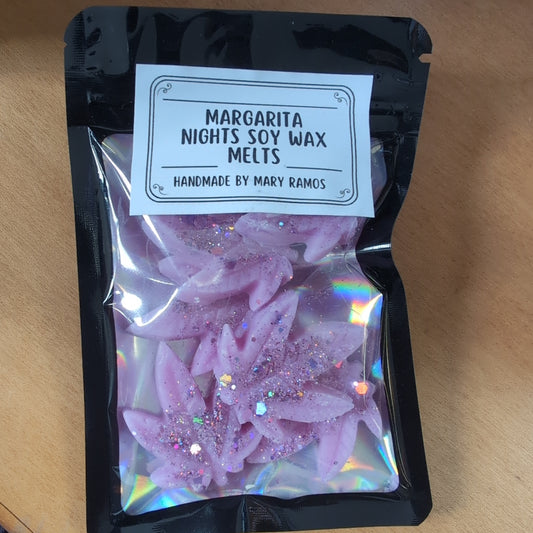 MARGARITA
NIGHTS SOY WAX
MELTS
HANDMADE BY MARY RAMOS